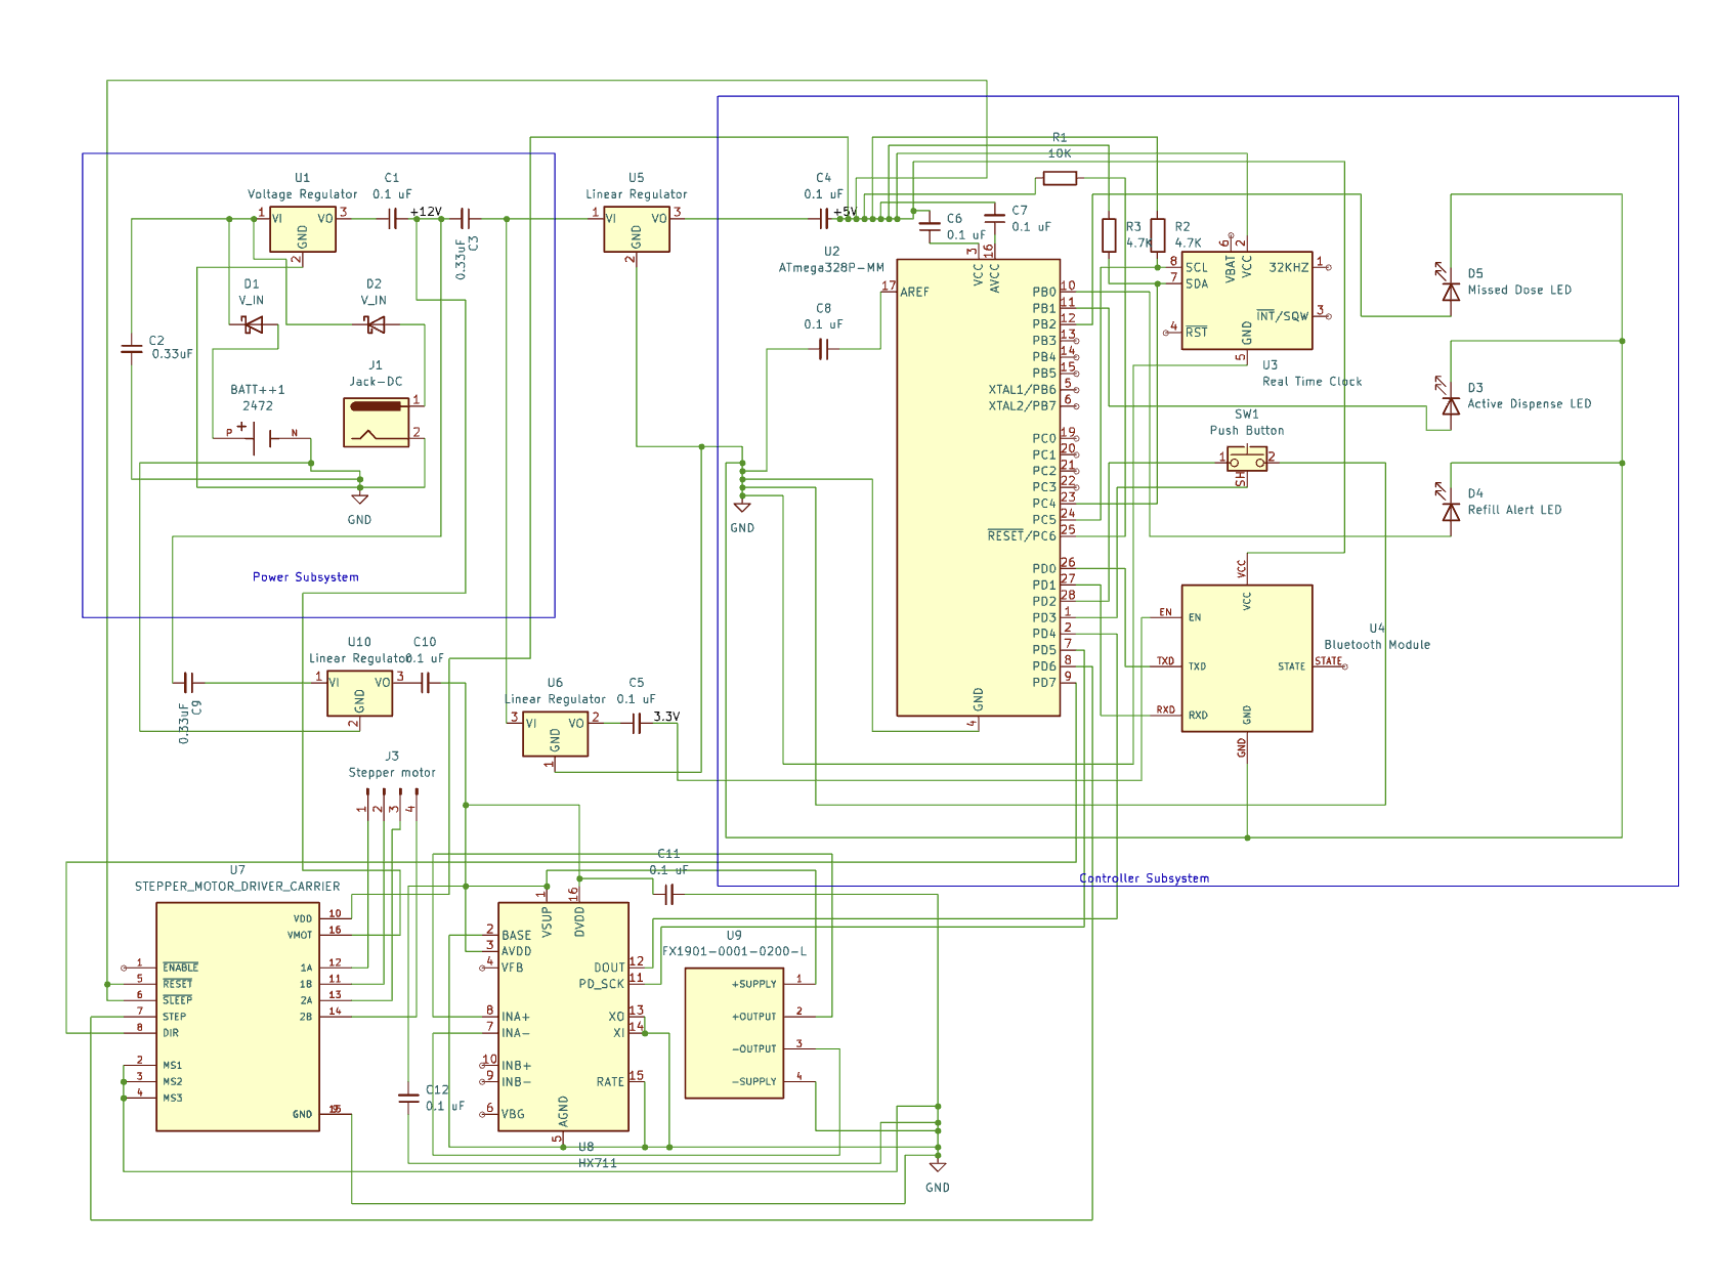 U1
Voltage Regulator
1 VI VO 3
GND
2
C1
0.1 uF
+12V
0.33uF
C3
U5
Linear Regulator
1 VI VO 3
GND
2
C4
0.1 uF
+5V
R1
10K
C6
0.1 uF
C7
0.1 uF
R3
4.7K
R2
4.7K
D1
V_IN
D2
V_IN
C2
0.33uF
J1
Jack-DC
1
2
BATT++1
2472
+
P N
GND
Power Subsystem
U2
ATmega328P-MM
3 16
VCC AVCC
17 AREF
PB0 10
PB1 11
PB2 12
PB3 13
PB4 14
PB5 15
XTAL1/PB6 5
XTAL2/PB7 6
PC0 19
PC1 20
PC2 21
PC3 22
PC4 23
PC5 24
RESET/PC6 25
PD0 26
PD1 27
PD2 28
PD3 1
PD4 2
PD5 7
PD6 8
PD7 9
GND
4
C8
0.1 uF
GND
6 2
VBAT VCC
8 SCL 32KHZ 1
7 SDA
INT/SQW 3
4 RST
GND
5
U3
Real Time Clock
SW1
Push Button
1 2
SH
D5
Missed Dose LED
D3
Active Dispense LED
D4
Refill Alert LED
VCC
VCC
EN EN
TXD TXD
STATE STATE
RXD RXD
GND
GND
U4
Bluetooth Module
Controller Subsystem
U10
Linear Regulator
1 VI VO 3
GND
2
C10
0.1 uF
0.33uF
C9
U6
Linear Regulator
3 VI VO 2
GND
1
C5
0.1 uF
3.3V
J3
Stepper motor
1 2 3 4
U7
STEPPER_MOTOR_DRIVER_CARRIER
VDD 10
VMOT 16
1 ENABLE 1A 12
5 RESET 1B 11
6 SLEEP 2A 13
7 STEP 2B 14
8 DIR
2 MS1
3 MS2
4 MS3
GND
C11
0.1 uF
C12
0.1 uF
1 16
VSUP DVDD
2 BASE
3 AVDD
4 VFB DOUT 12
PD_SCK 11
8 INA+ XO 13
7 INA- XI 14
10 INB+
9 INB- RATE 15
6 VBG
AGND
5
U8
HX711
U9
FX1901-0001-0200-L
+SUPPLY 1
+OUTPUT 2
-OUTPUT 3
-SUPPLY 4
GND